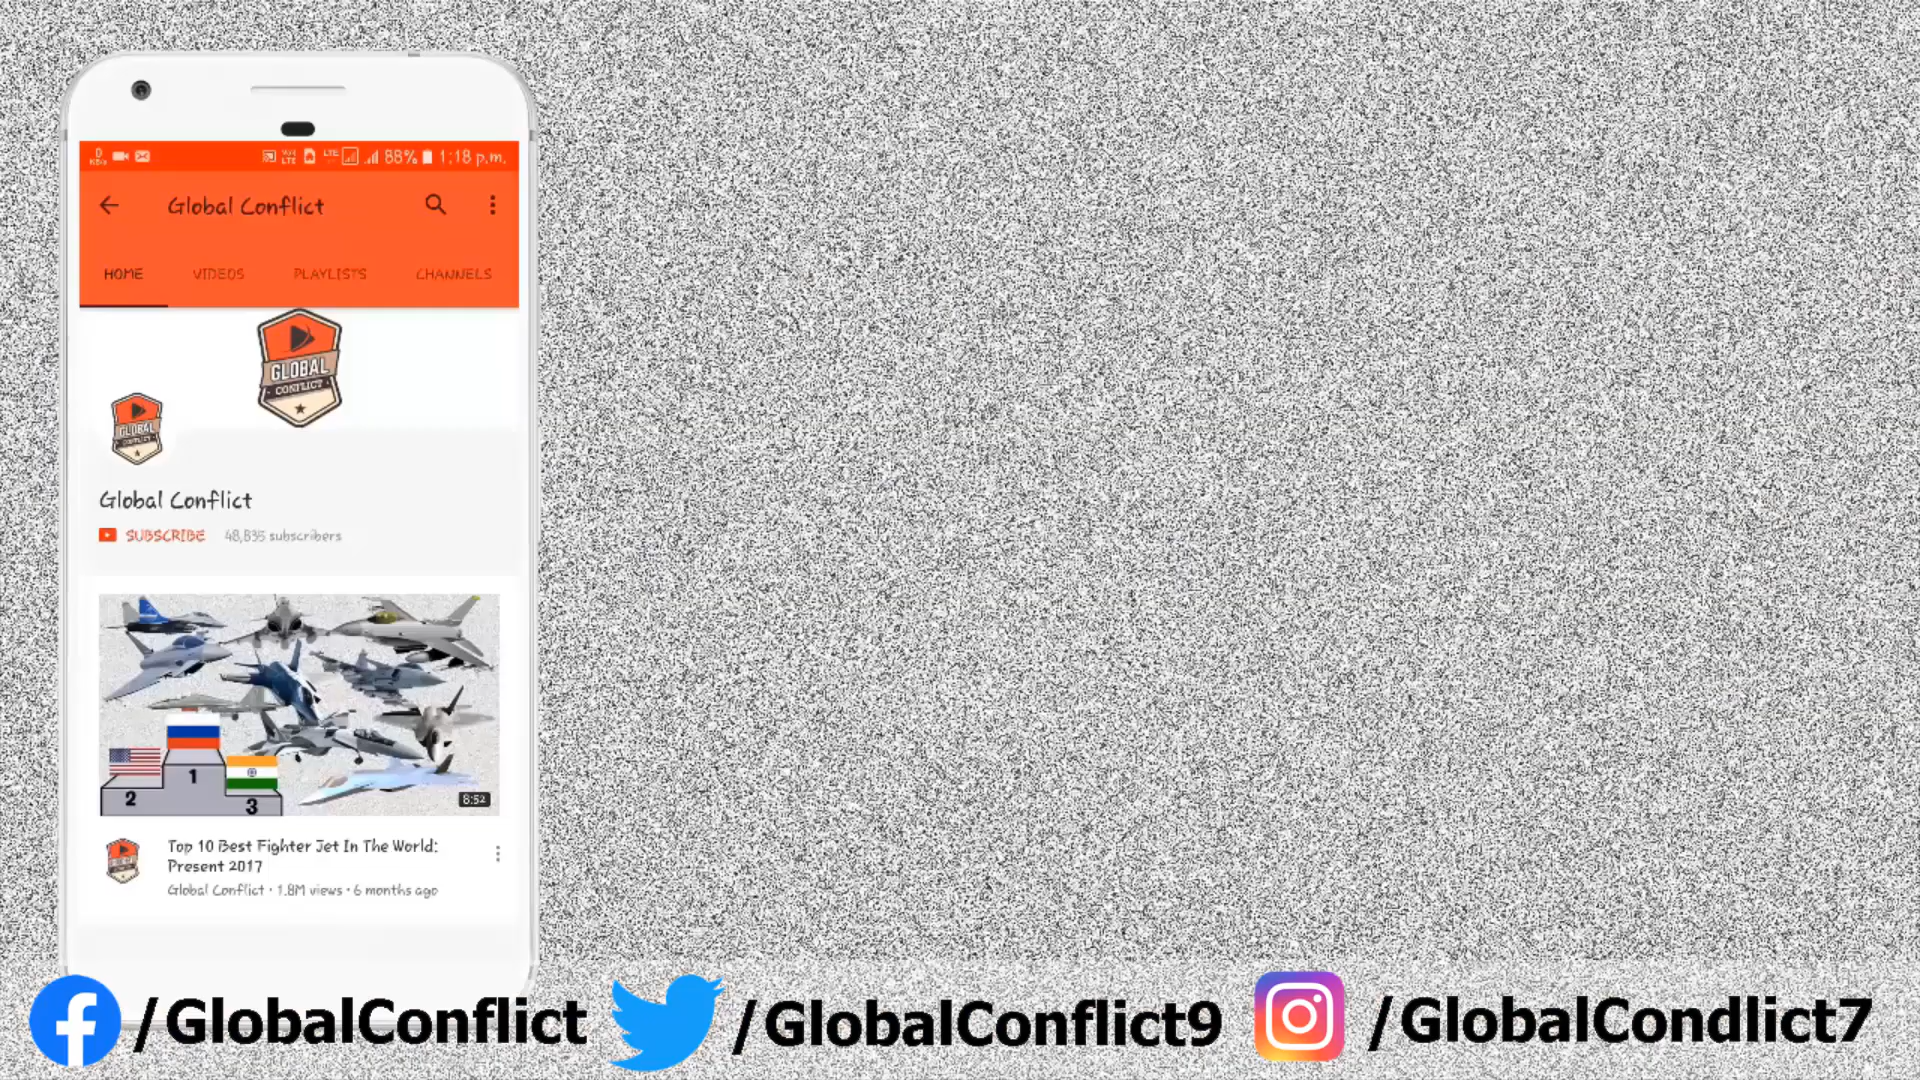 88% 1:18 p.m.
Global Conflict
HOME VIDEOS PLAYLISTS CHANNELS
GLOBAL
CONFLICT
GLOBAL
CONFLICT
Global Conflict
SUBSCRIBE 48,835 subscribers
1
2
3
8:52
Top 10 Best Fighter Jet In The World:
Present 2017
Global Conflict • 1.8M views • 6 months ago
/GlobalConflict /GlobalConflict9 /GlobalCondlict7